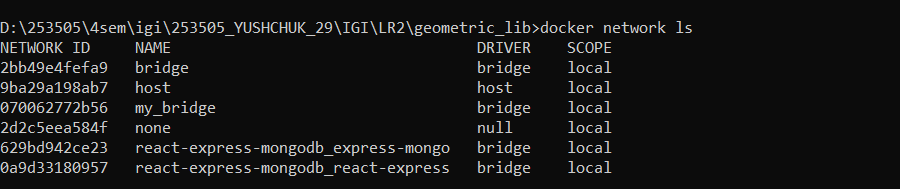 D:\253505\4sem\igi\253505_YUSHCHUK_29\IGI\LR2\geometric_lib>docker network ls
NETWORK ID     NAME                                 DRIVER    SCOPE
2bb49e4fefa9   bridge                               bridge    local
9ba29a198ab7   host                                 host      local
070062772b56   my_bridge                            bridge    local
2d2c5eea584f   none                                 null      local
629bd942ce23   react-express-mongodb_express-mongo   bridge    local
0a9d33180957   react-express-mongodb_react-express   bridge    local